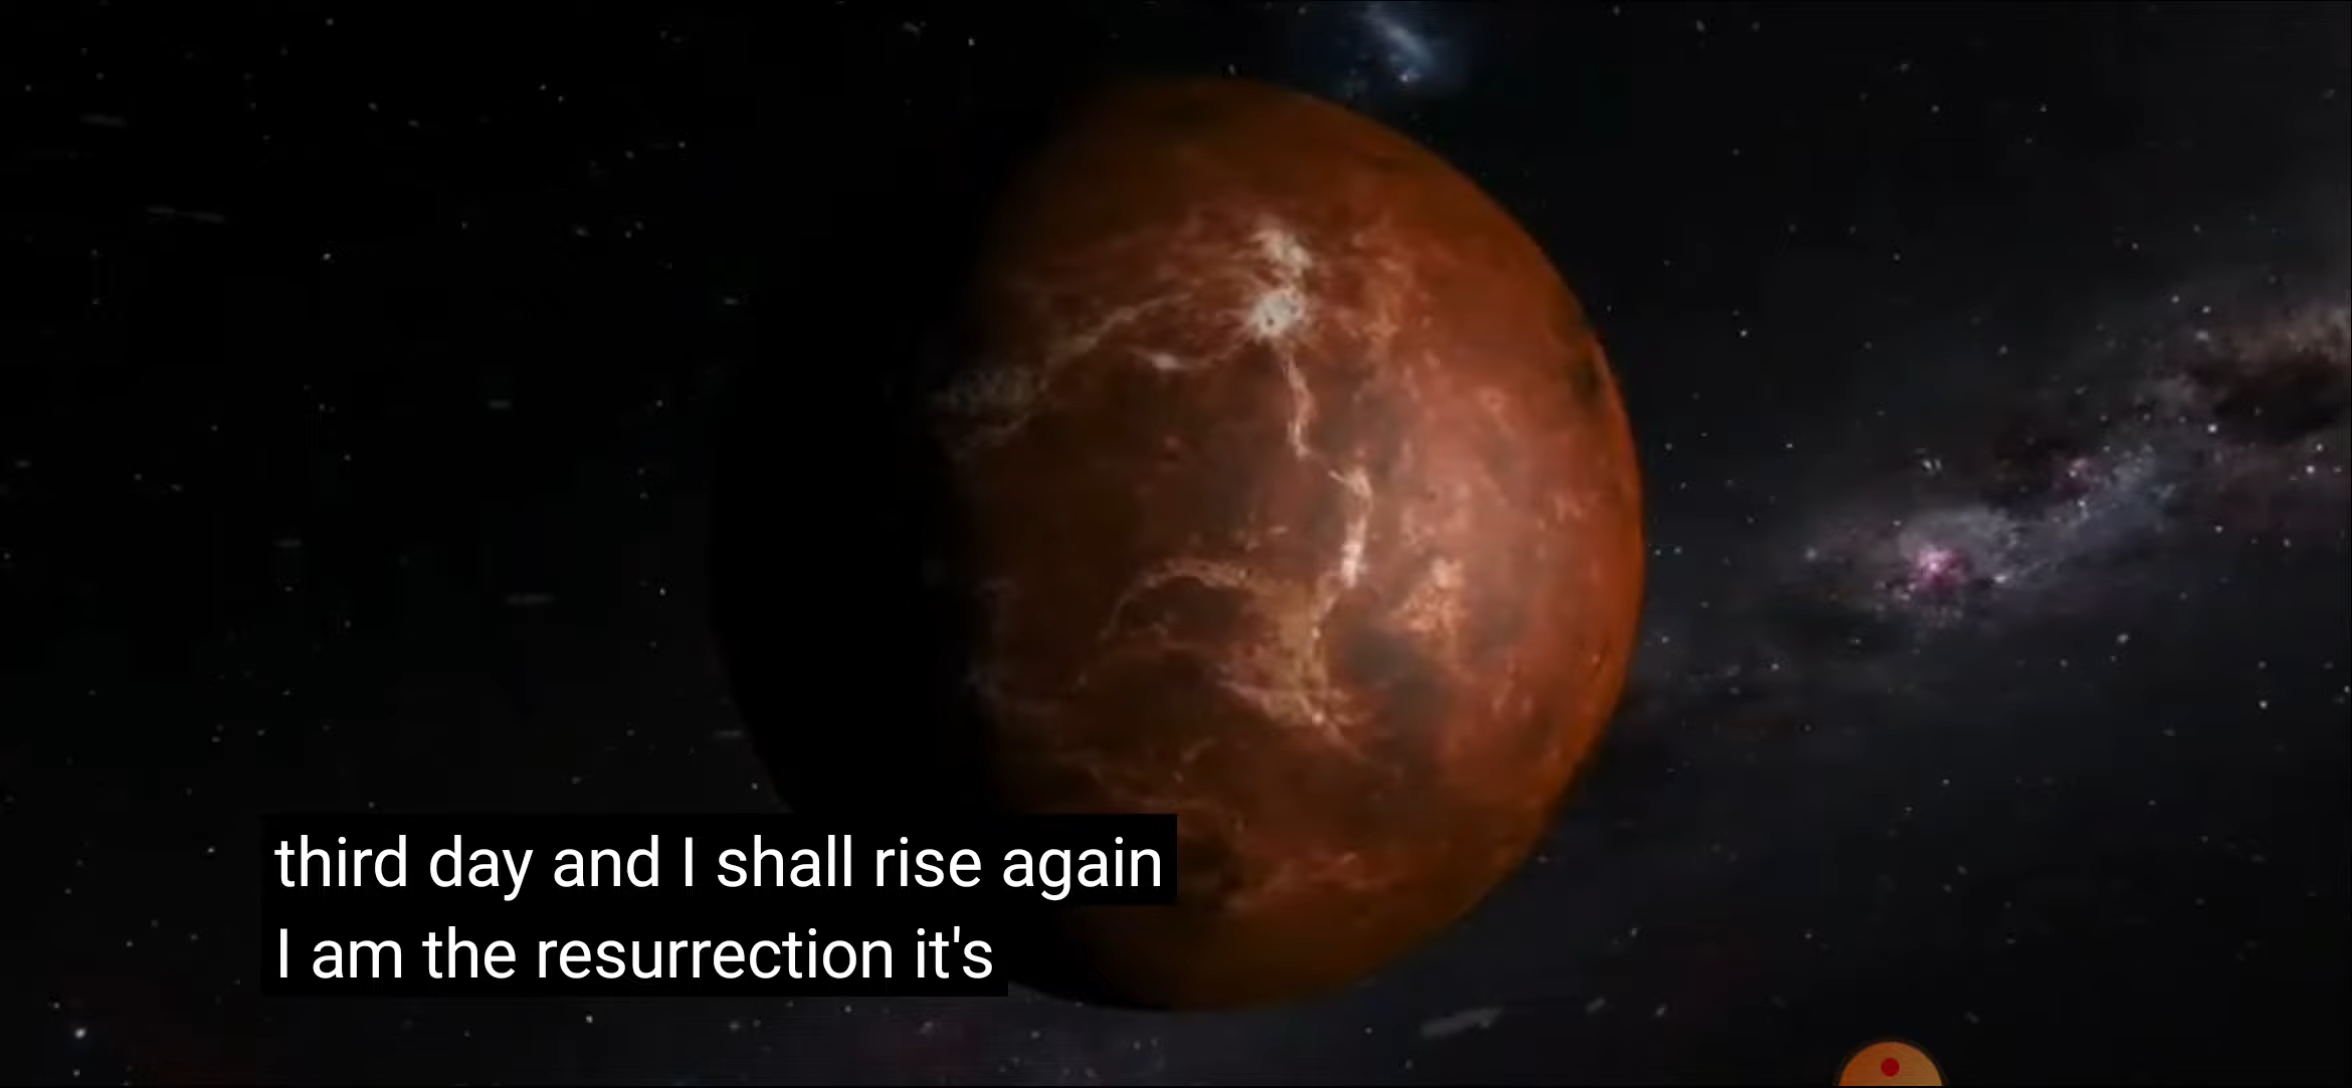 third day and I shall rise again
I am the resurrection it's